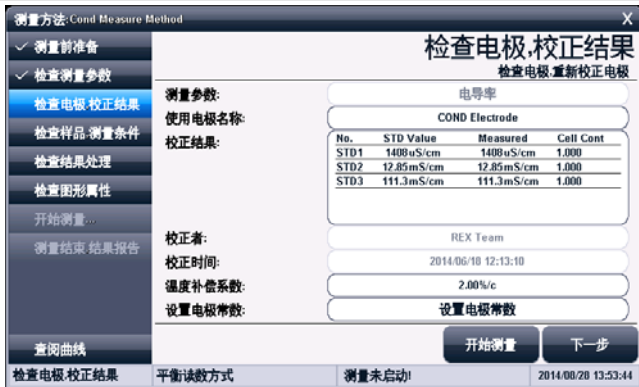 测量方法:Cond Measure Method X
✓ 测量前准备
✓ 检查测量参数
检查电极.校正结果
检查样品.测量条件
检查结果处理
检查图形属性
开始测量...
测量结束 结果报告
查阅曲线
检查电极,校正结果
检查电极.重新校正电极
测量参数: 电导率
使用电极名称: COND Electrode
校正结果:
No. STD Value Measured Cell Cont
STD1 1408uS/cm 1408uS/cm 1.000
STD2 12.85mS/cm 12.85mS/cm 1.000
STD3 111.3mS/cm 111.3mS/cm 1.000
校正者: REX Team
校正时间: 2014/06/18 12:13:10
温度补偿系数: 2.00%/c
设置电极常数: 设置电极常数
开始测量 下一步
检查电极.校正结果 平衡读数方式 测量未启动! 2014/08/28 13:53:44